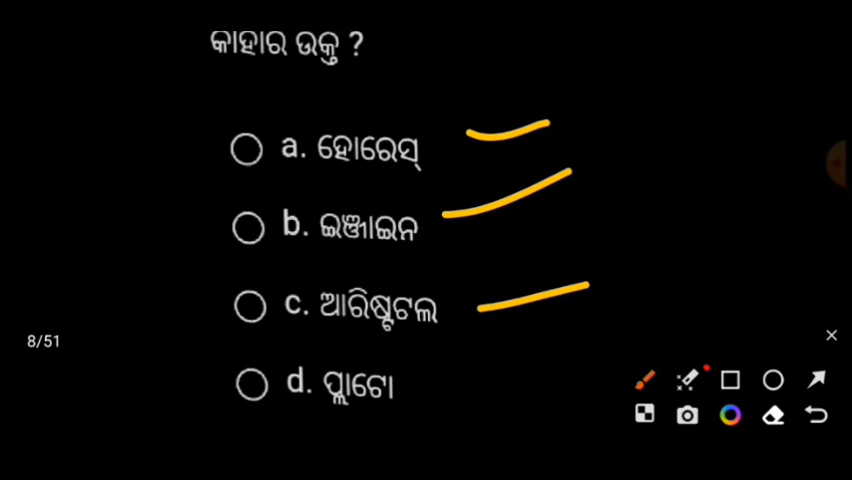 କାହାର ଉକ୍ତ ?
a. ହୋରେସ୍
b. ଇଞ୍ଜାଇନ
c. ଆରିଷ୍ଟଟଲ
8/51
d. ପ୍ଲାଟୋ